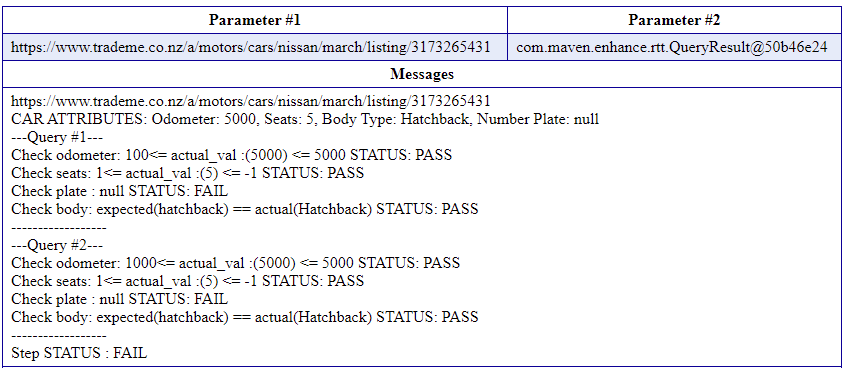 Parameter #1 Parameter #2
https://www.trademe.co.nz/a/motors/cars/nissan/march/listing/3173265431 com.maven.enhance.rtt.QueryResult@50b46e24
Messages
https://www.trademe.co.nz/a/motors/cars/nissan/march/listing/3173265431
CAR ATTRIBUTES: Odometer: 5000, Seats: 5, Body Type: Hatchback, Number Plate: null
---Query #1---
Check odometer: 100<= actual_val :(5000) <= 5000 STATUS: PASS
Check seats: 1<= actual_val :(5) <= -1 STATUS: PASS
Check plate : null STATUS: FAIL
Check body: expected(hatchback) == actual(Hatchback) STATUS: PASS
------------------
---Query #2---
Check odometer: 1000<= actual_val :(5000) <= 5000 STATUS: PASS
Check seats: 1<= actual_val :(5) <= -1 STATUS: PASS
Check plate : null STATUS: FAIL
Check body: expected(hatchback) == actual(Hatchback) STATUS: PASS
------------------
Step STATUS : FAIL